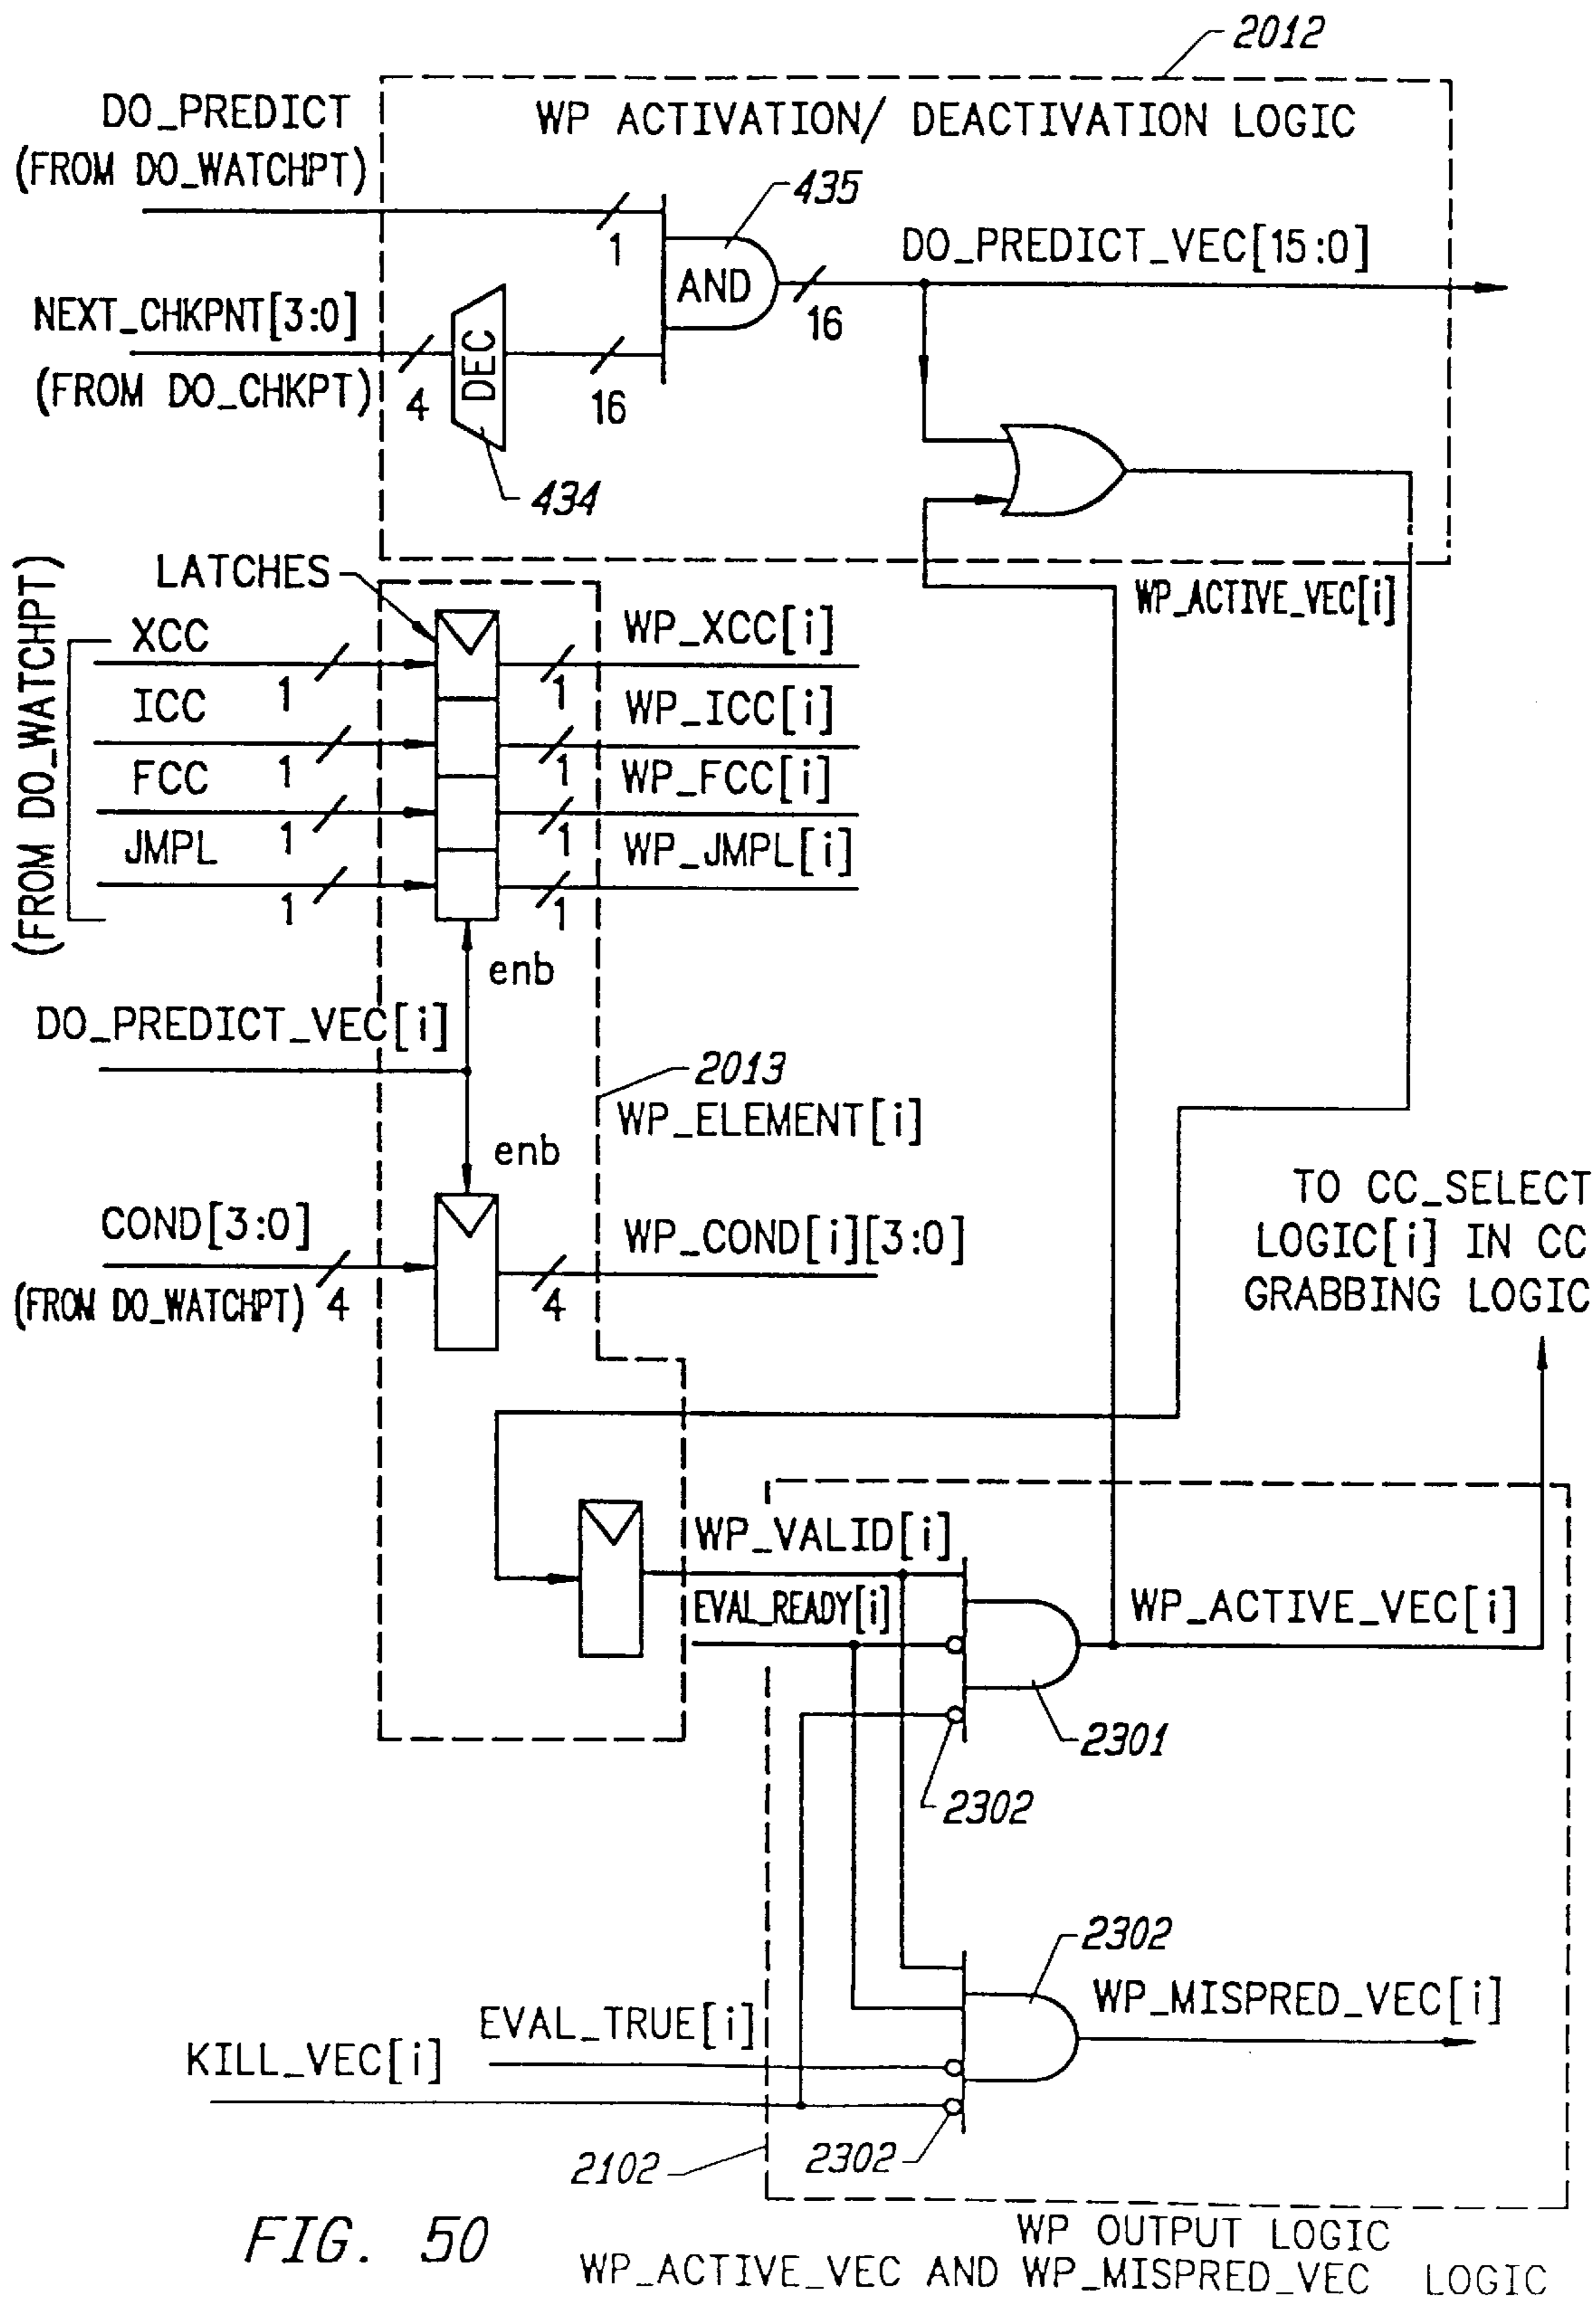 2012
DO_PREDICT
(FROM DO_WATCHPT)
WP ACTIVATION/ DEACTIVATION LOGIC
435
1
AND
DO_PREDICT_VEC[15:0]
16
NEXT_CHKPNT[3:0]
(FROM DO_CHKPT)
4
DEC
16
434
(FROM DO_WATCHPT)
LATCHES
WP_ACTIVE_VEC[i]
XCC
1
1
WP_XCC[i]
ICC
1
1
WP_ICC[i]
FCC
1
1
WP_FCC[i]
JMPL
1
1
WP_JMPL[i]
enb
DO_PREDICT_VEC[i]
2013
WP_ELEMENT[i]
enb
COND[3:0]
(FROM DO_WATCHPT)
4
4
WP_COND[i][3:0]
TO CC_SELECT
LOGIC[i] IN CC
GRABBING LOGIC
WP_VALID[i]
EVAL_READY[i]
WP_ACTIVE_VEC[i]
2301
2302
2302
WP_MISPRED_VEC[i]
EVAL_TRUE[i]
KILL_VEC[i]
2302
2102
FIG. 50
WP OUTPUT LOGIC
WP_ACTIVE_VEC AND WP_MISPRED_VEC LOGIC